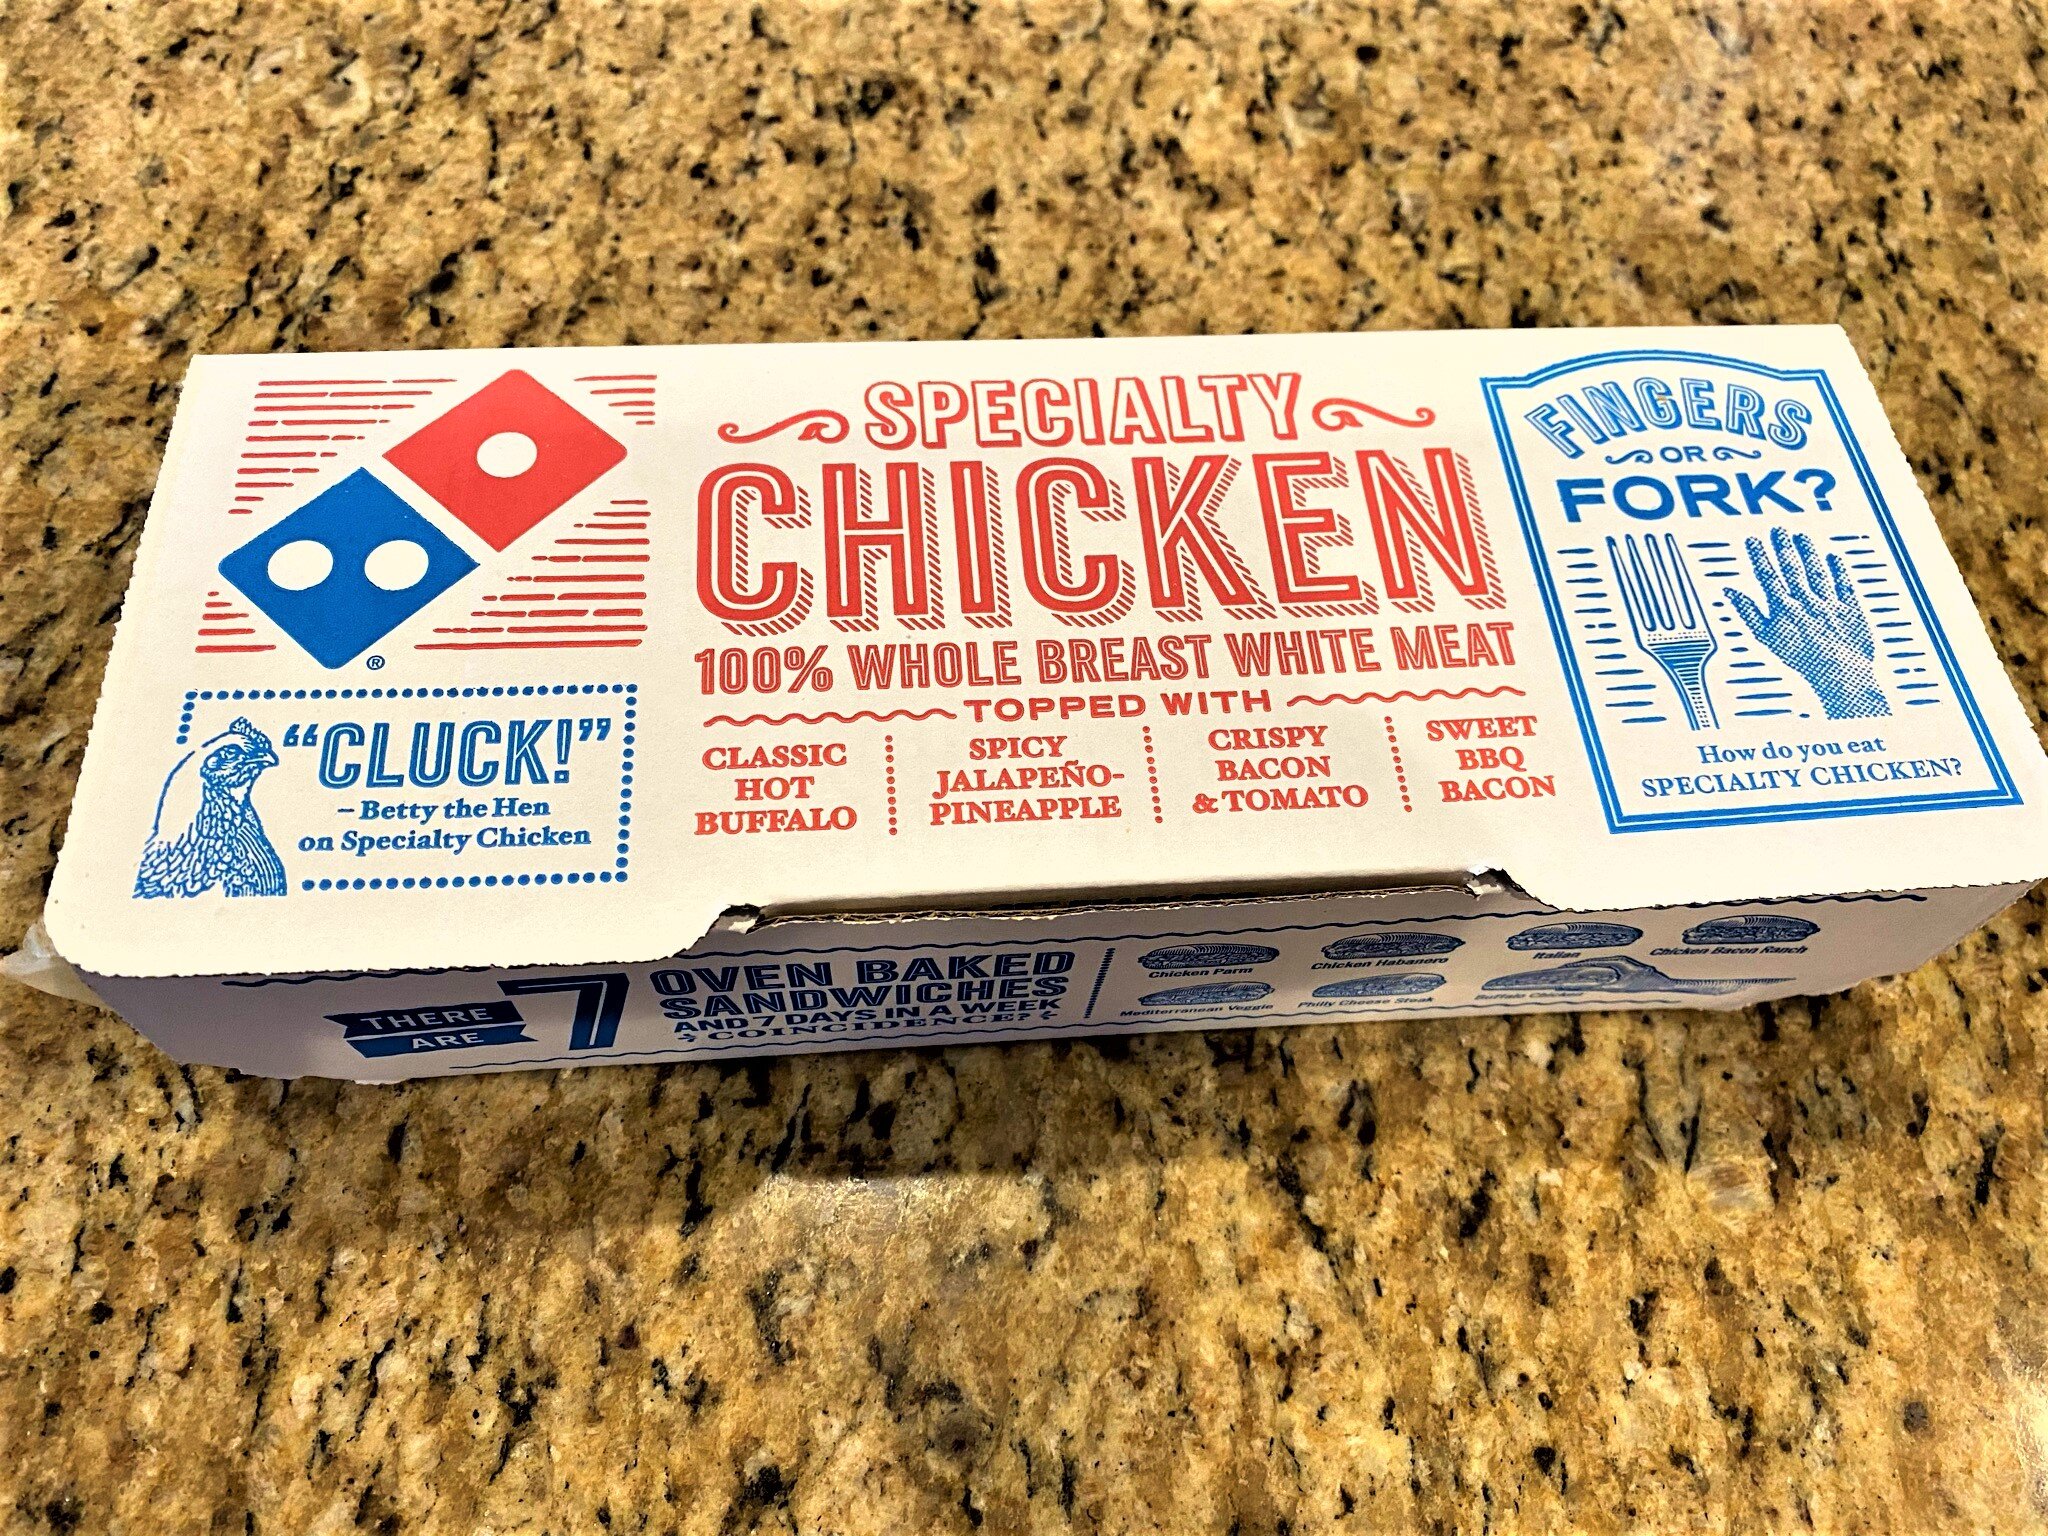 SPECIALTY
CHICKEN
100% WHOLE BREAST WHITE MEAT
TOPPED WITH
CLASSIC
HOT
BUFFALO
SPICY
JALAPEÑO-
PINEAPPLE
CRISPY
BACON
& TOMATO
SWEET
BBQ
BACON
®
“CLUCK!”
– Betty the Hen
on Specialty Chicken
FINGERS
OR
FORK?
How do you eat
SPECIALTY CHICKEN?
THERE
ARE
7
OVEN BAKED
SANDWICHES
AND 7 DAYS IN A WEEK
COINCIDENCE?
Chicken Parm
Chicken Habanero
Italian
Chicken Bacon Ranch
Mediterranean Veggie
Philly Cheese Steak
Buffalo Chicken